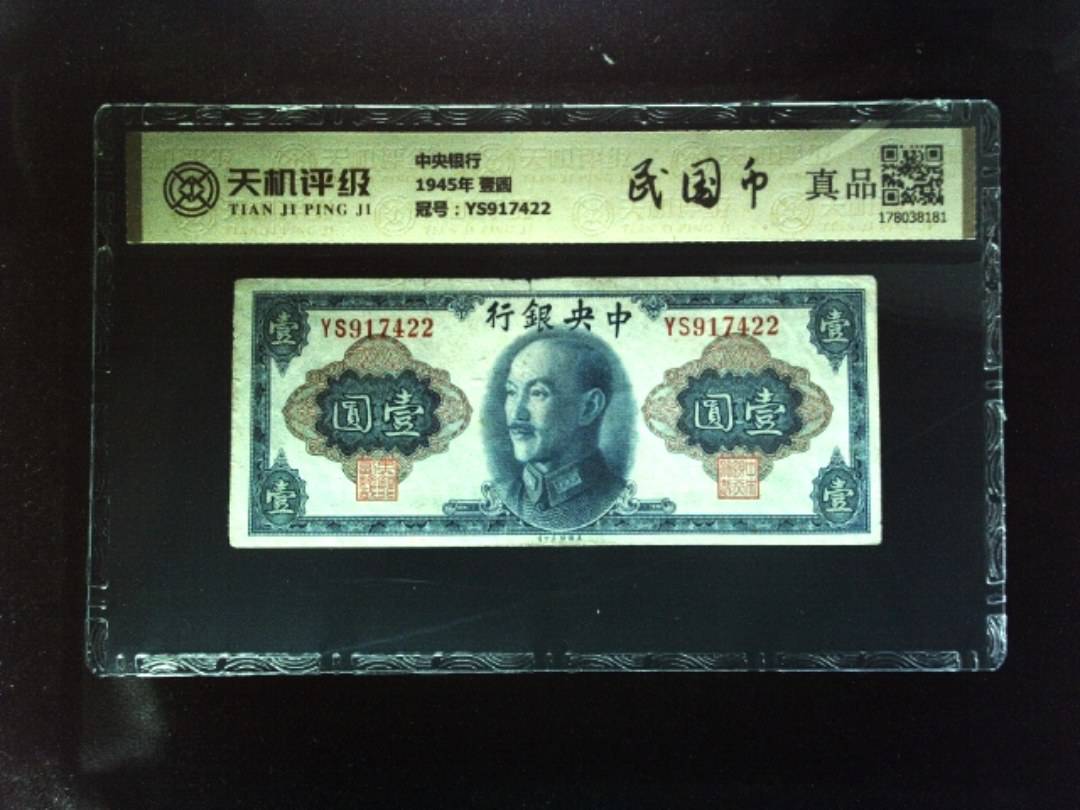 天机评级
TIAN JI PING JI
中央银行
1945年 壹圆
冠号：YS917422
民国币 真品
178038181
行銀央中
YS917422 YS917422
壹 壹
圓壹 圓壹
壹 壹